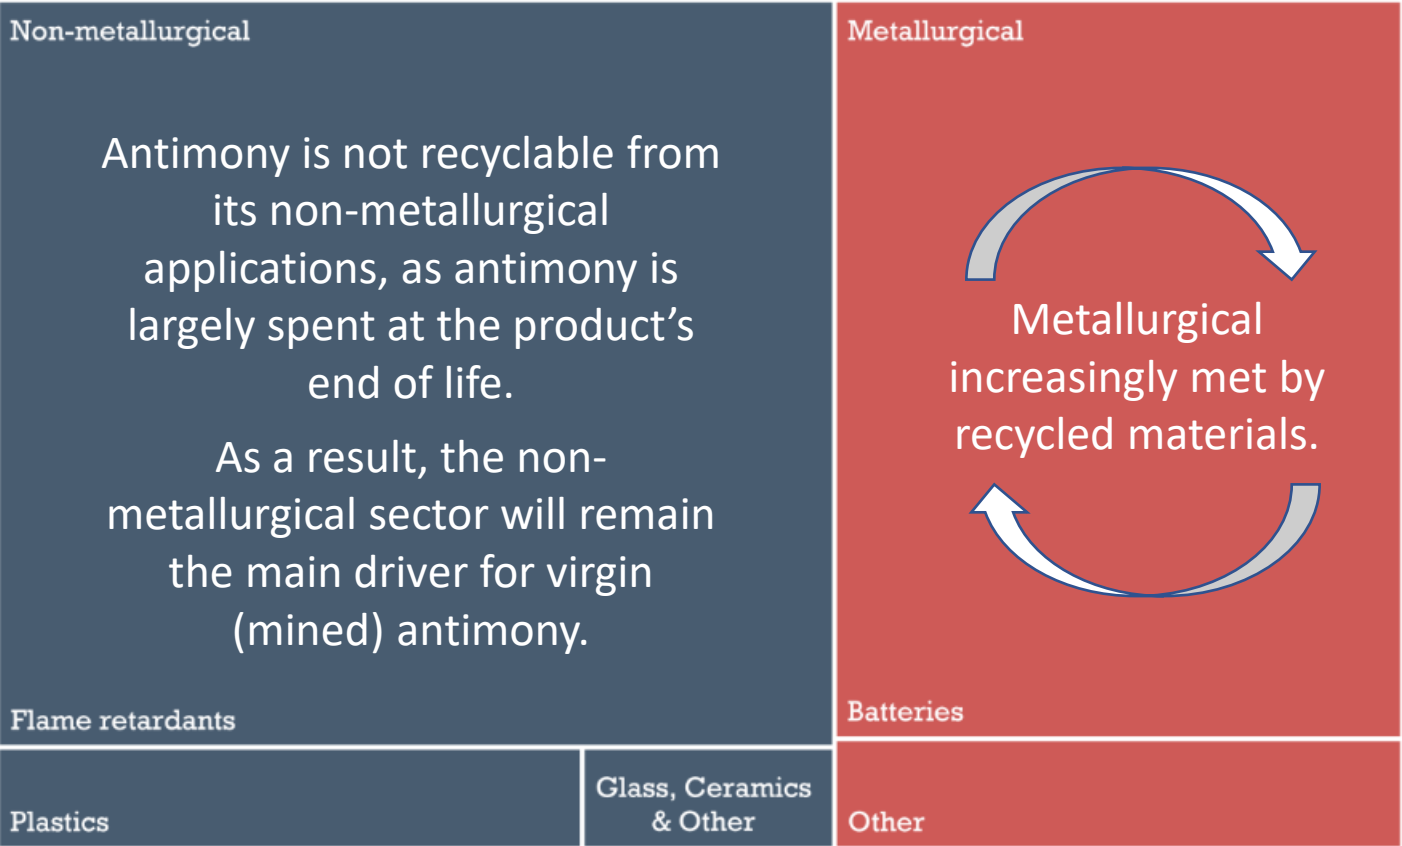 Non-metallurgical
Antimony is not recyclable from
its non-metallurgical
applications, as antimony is
largely spent at the product’s
end of life.
As a result, the non-
metallurgical sector will remain
the main driver for virgin
(mined) antimony.
Flame retardants
Plastics
Glass, Ceramics
& Other
Metallurgical
Metallurgical
increasingly met by
recycled materials.
Batteries
Other